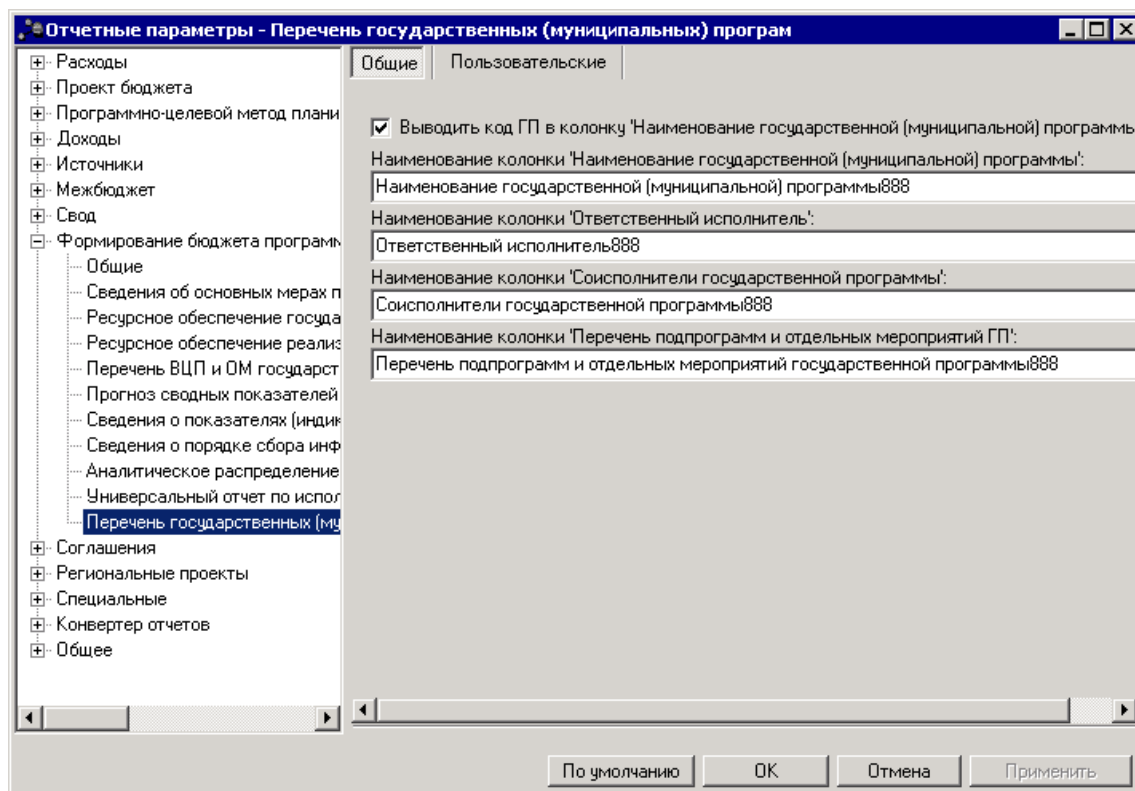 Отчетные параметры - Перечень государственных (муниципальных) програм
Расходы
Проект бюджета
Программно-целевой метод плани
Доходы
Источники
Межбюджет
Свод
Формирование бюджета программ
Общие
Сведения об основных мерах п
Ресурсное обеспечение госуда
Ресурсное обеспечение реализ
Перечень ВЦП и ОМ государст
Прогноз сводных показателей
Сведения о показателях (индик
Сведения о порядке сбора инф
Аналитическое распределение
Универсальный отчет по испол
Перечень государственных (му
Соглашения
Региональные проекты
Специальные
Конвертер отчетов
Общее
Общие Пользовательские
Выводить код ГП в колонку 'Наименование государственной (муниципальной) программы
Наименование колонки 'Наименование государственной (муниципальной) программы':
Наименование государственной (муниципальной) программы888
Наименование колонки 'Ответственный исполнитель':
Ответственный исполнитель888
Наименование колонки 'Соисполнители государственной программы':
Соисполнители государственной программы888
Наименование колонки 'Перечень подпрограмм и отдельных мероприятий ГП':
Перечень подпрограмм и отдельных мероприятий государственной программы888
По умолчанию OK Отмена Применить